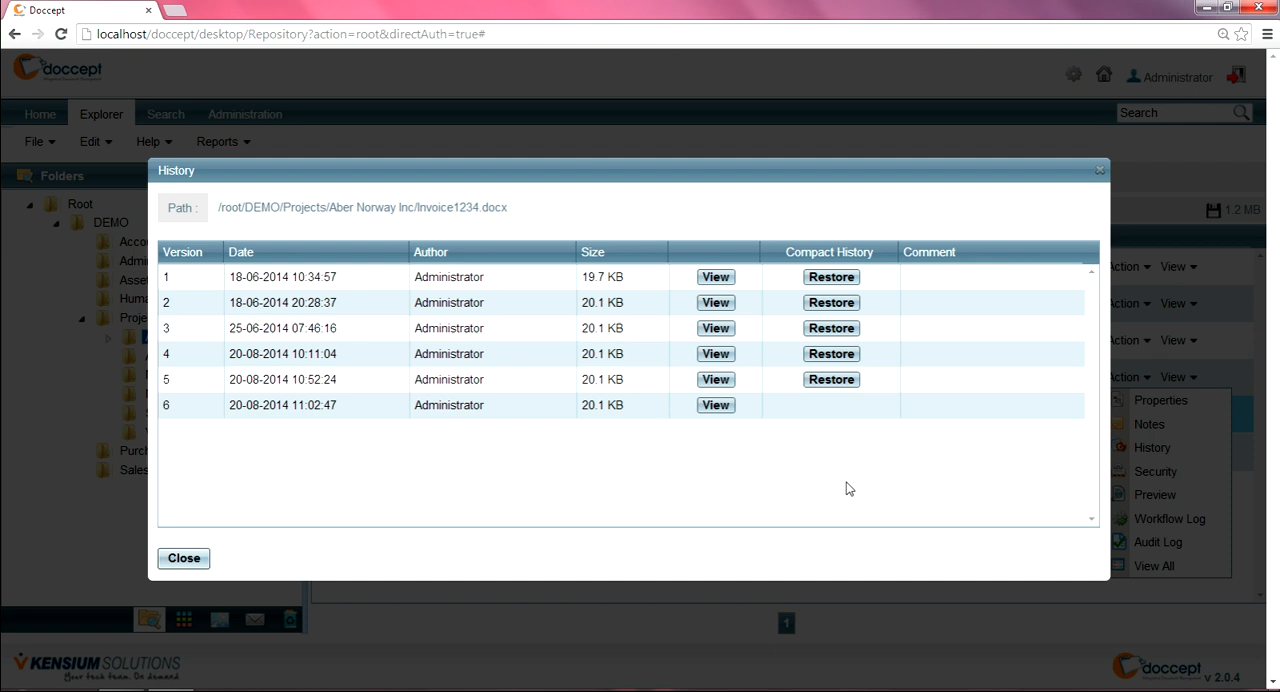 Doccept
localhost/doccept/desktop/Repository?action=root&directAuth=true#
doccept
Administrator
Home Explorer Search Administration
Search
File Edit Help Reports
Folders
History
Path : /root/DEMO/Projects/Aber Norway Inc/Invoice1234.docx
Root
1.2 MB
DEMO
Version Date Author Size Compact History Comment
Acco
Admi
Asset
Huma
Proje
Purch
Sales
1 18-06-2014 10:34:57 Administrator 19.7 KB View Restore
2 18-06-2014 20:28:37 Administrator 20.1 KB View Restore
3 25-06-2014 07:46:16 Administrator 20.1 KB View Restore
4 20-08-2014 10:11:04 Administrator 20.1 KB View Restore
5 20-08-2014 10:52:24 Administrator 20.1 KB View Restore
6 20-08-2014 11:02:47 Administrator 20.1 KB View
Action View
Action View
Action View
Action View
Properties
Notes
History
Security
Preview
Workflow Log
Audit Log
View All
Close
1
KENSIUM SOLUTIONS
Your tech team. On demand
doccept v 2.0.4